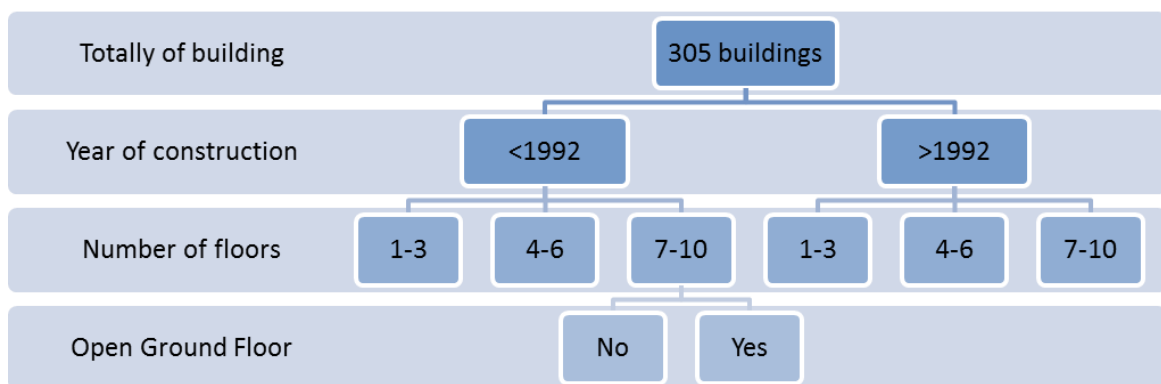 Totally of building
305 buildings
Year of construction
<1992
>1992
Number of floors
1-3
4-6
7-10
1-3
4-6
7-10
Open Ground Floor
No
Yes